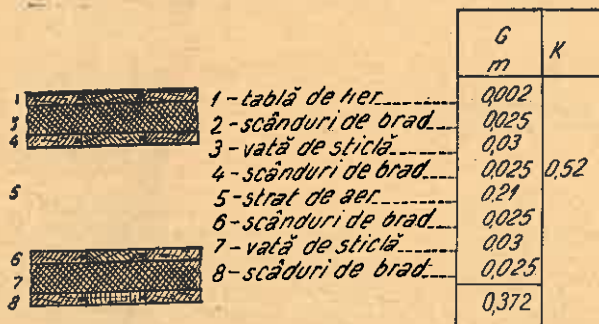 G K
m
1 1 - tablă de fier 0,002
2 - scânduri de brad 0,025
3 3 - vată de sticlă 0,03
4 4 - scânduri de brad 0,025 0,52
5 5 - strat de aer 0,21
6 - scânduri de brad 0,025
6 7 - vată de sticlă 0,03
7 8 - scâduri de brad 0,025
8 0,372